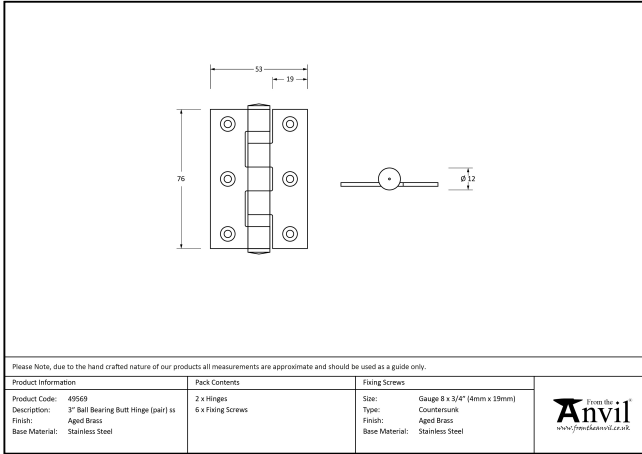 53
19
76
Ø 12
Please Note, due to the hand crafted nature of our products all measurements are approximate and should be used as a guide only.
Product Information
Product Code: 49569
Description: 3" Ball Bearing Butt Hinge (pair) ss
Finish: Aged Brass
Base Material: Stainless Steel
Pack Contents
2 x Hinges
6 x Fixing Screws
Fixing Screws
Size: Gauge 8 x 3/4" (4mm x 19mm)
Type: Countersunk
Finish: Aged Brass
Base Material: Stainless Steel
From the
Anvil®
www.fromtheanvil.co.uk